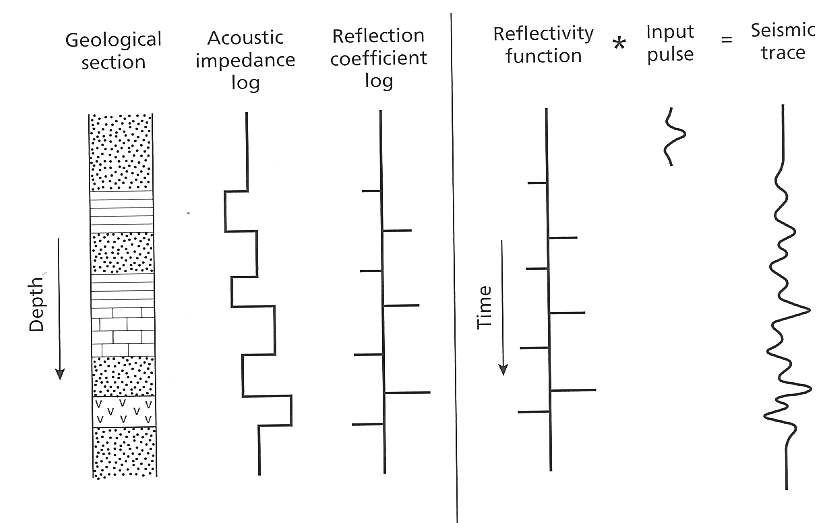 Geological
section
Acoustic
impedance
log
Reflection
coefficient
log
Reflectivity
function
*
Input
pulse
=
Seismic
trace
Depth
Time
v v v
v v
v v v